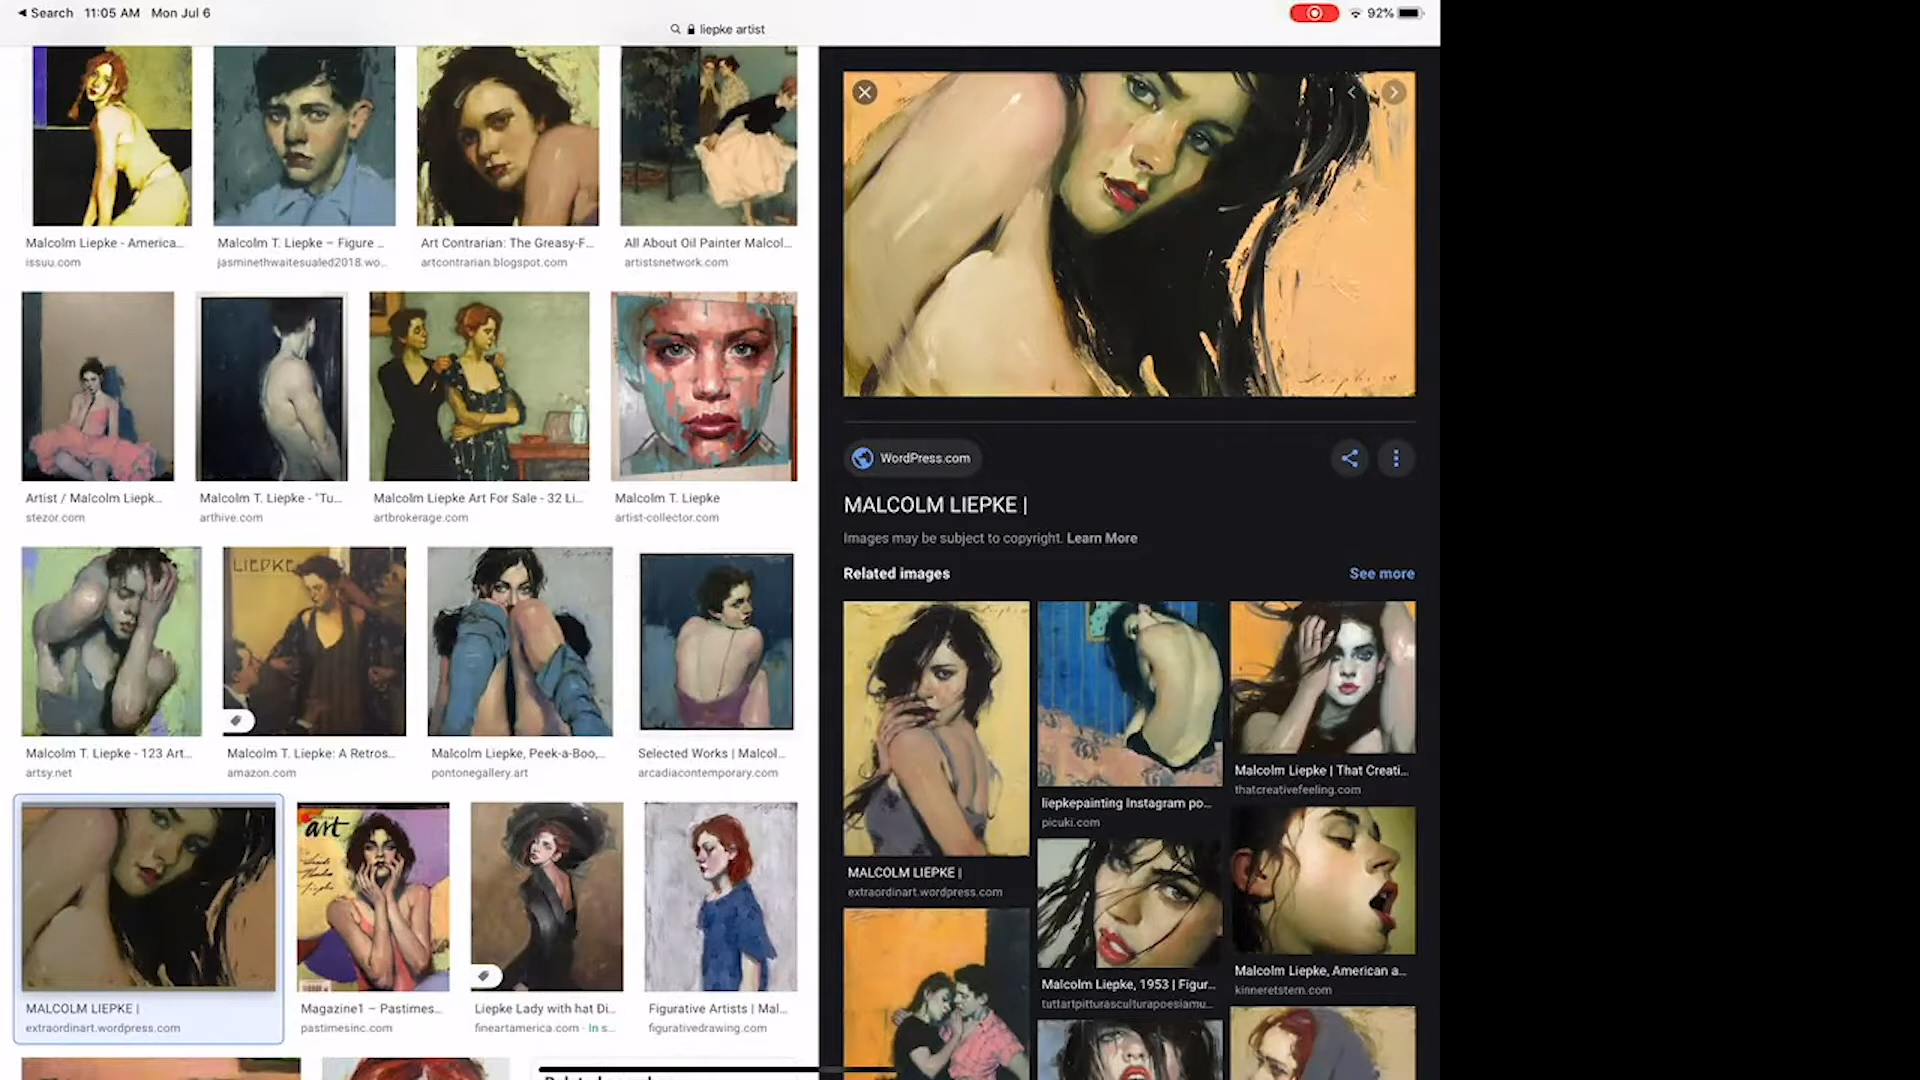 Search 11:05 AM Mon Jul 6
92%
liepke artist
Malcolm Liepke - America...
issuu.com
Malcolm T. Liepke – Figure ...
jasminethwaitesualed2018.wo...
Art Contrarian: The Greasy-F...
artcontrarian.blogspot.com
All About Oil Painter Malcol...
artistsnetwork.com
Artist / Malcolm Liepk...
stezor.com
Malcolm T. Liepke - "Tu...
arthive.com
Malcolm Liepke Art For Sale - 32 Li...
artbrokerage.com
Malcolm T. Liepke
artist-collector.com
LIEPKE
Malcolm T. Liepke - 123 Art...
artsy.net
Malcolm T. Liepke: A Retros...
amazon.com
Malcolm Liepke, Peek-a-Boo,...
pontonegallery.art
Selected Works | Malcol...
arcadiacontemporary.com
art
MALCOLM LIEPKE |
extraordinart.wordpress.com
Magazine1 – Pastimes...
pastimesinc.com
Liepke Lady with hat Di...
fineartamerica.com · In s...
Figurative Artists | Mal...
figurativedrawing.com
WordPress.com
MALCOLM LIEPKE |
Images may be subject to copyright. Learn More
Related images
See more
MALCOLM LIEPKE |
extraordinart.wordpress.com
liepkepainting Instagram po...
picuki.com
Malcolm Liepke | That Creati...
thatcreativefeeling.com
Malcolm Liepke, 1953 | Figur...
tuttartpitturasculturapoesiamu...
Malcolm Liepke, American a...
kinneretstern.com